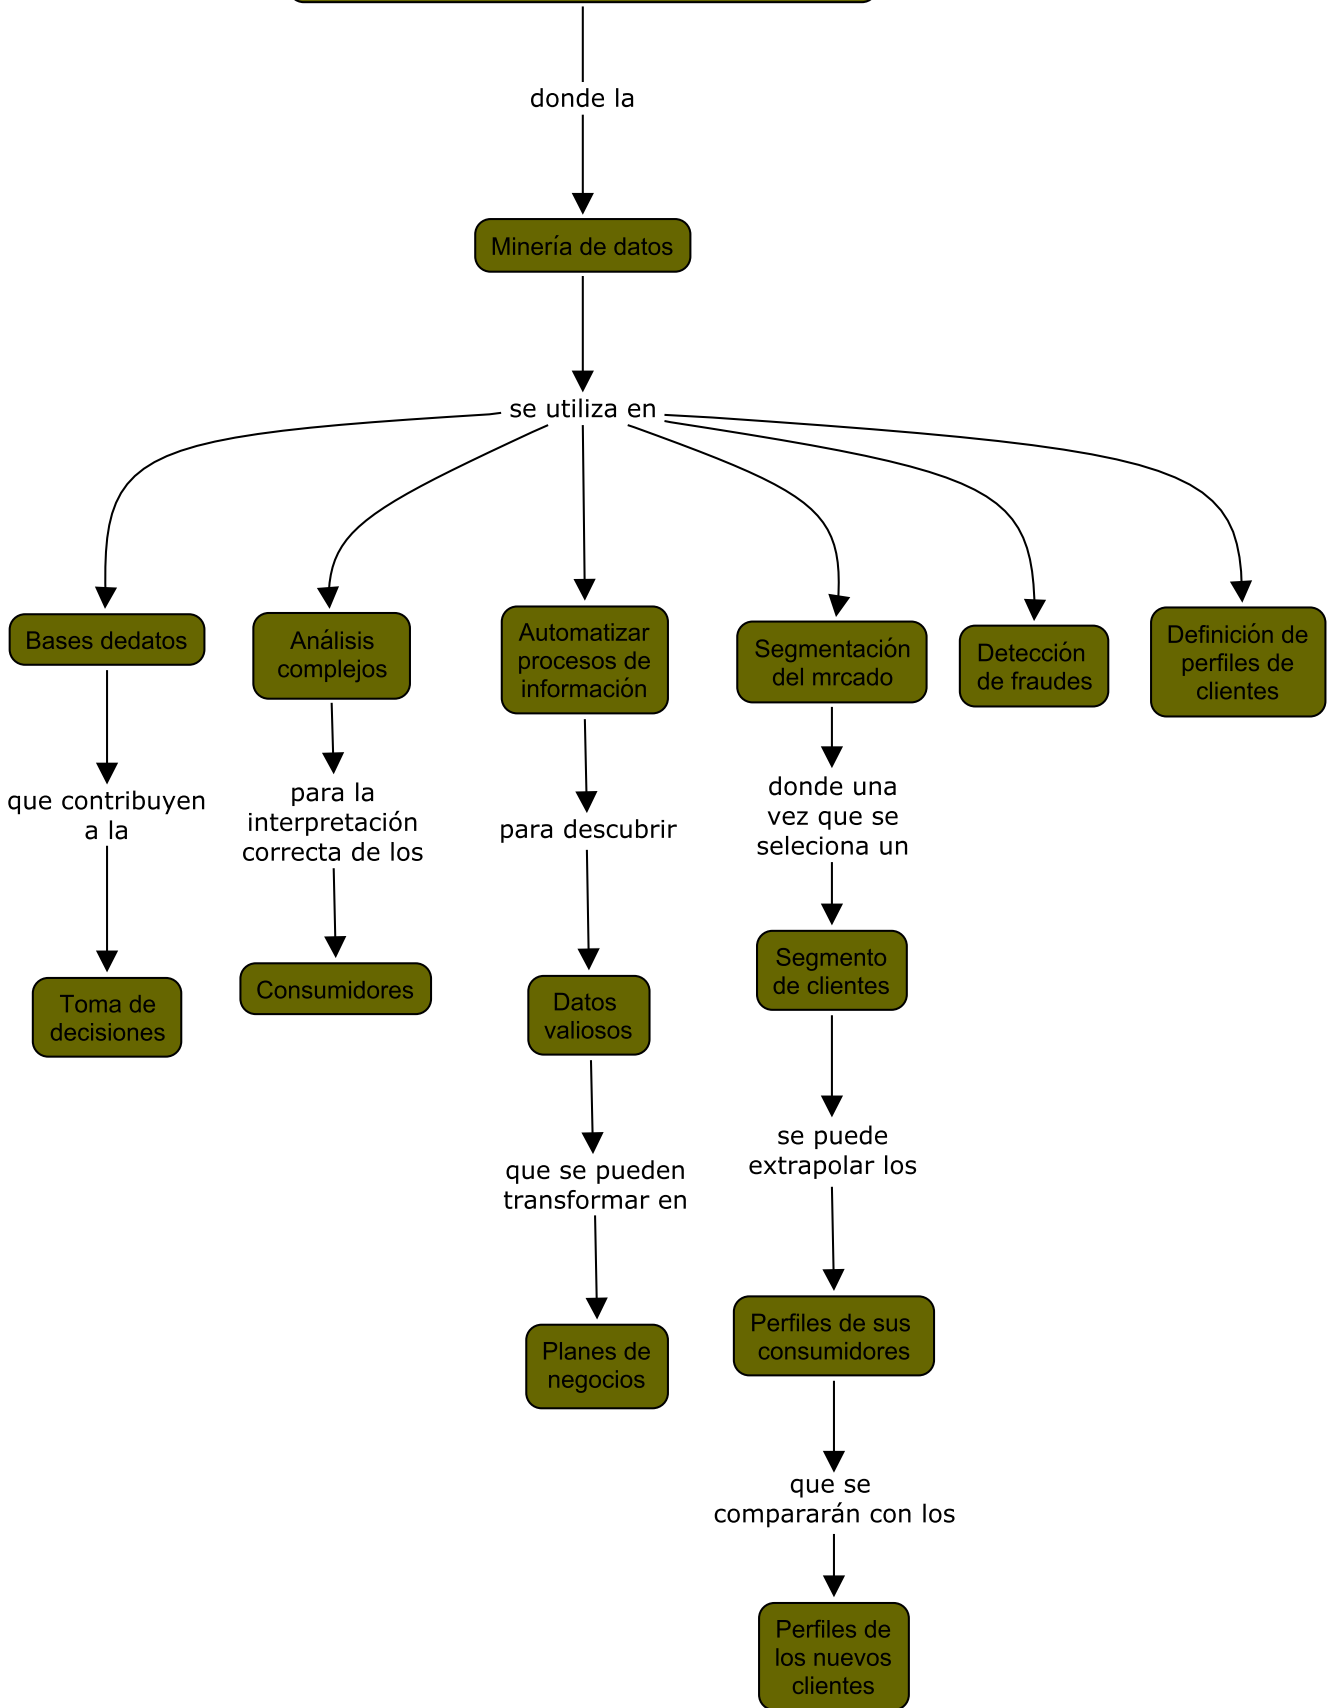 donde la
Minería de datos
se utiliza en
Bases dedatos
que contribuyen
a la
Toma de
decisiones
Análisis
complejos
para la
interpretación
correcta de los
Consumidores
Automatizar
procesos de
información
para descubrir
Datos
valiosos
que se pueden
transformar en
Planes de
negocios
Segmentación
del mrcado
donde una
vez que se
seleciona un
Segmento
de clientes
se puede
extrapolar los
Perfiles de sus
consumidores
que se
compararán con los
Perfiles de
los nuevos
clientes
Detección
de fraudes
Definición de
perfiles de
clientes